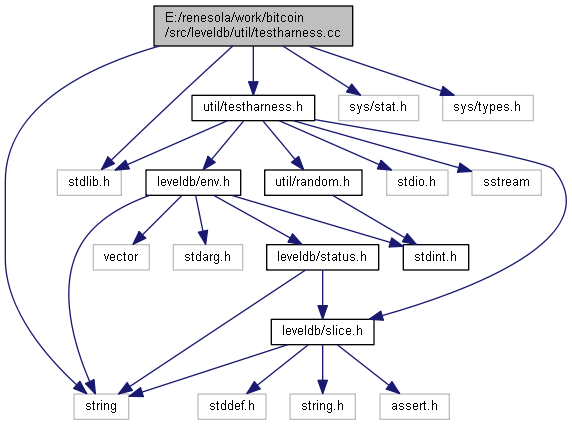 E:/renesola/work/bitcoin
/src/leveldb/util/testharness.cc
util/testharness.h
sys/stat.h
sys/types.h
stdlib.h
leveldb/env.h
util/random.h
stdio.h
sstream
vector
stdarg.h
leveldb/status.h
stdint.h
leveldb/slice.h
string
stddef.h
string.h
assert.h